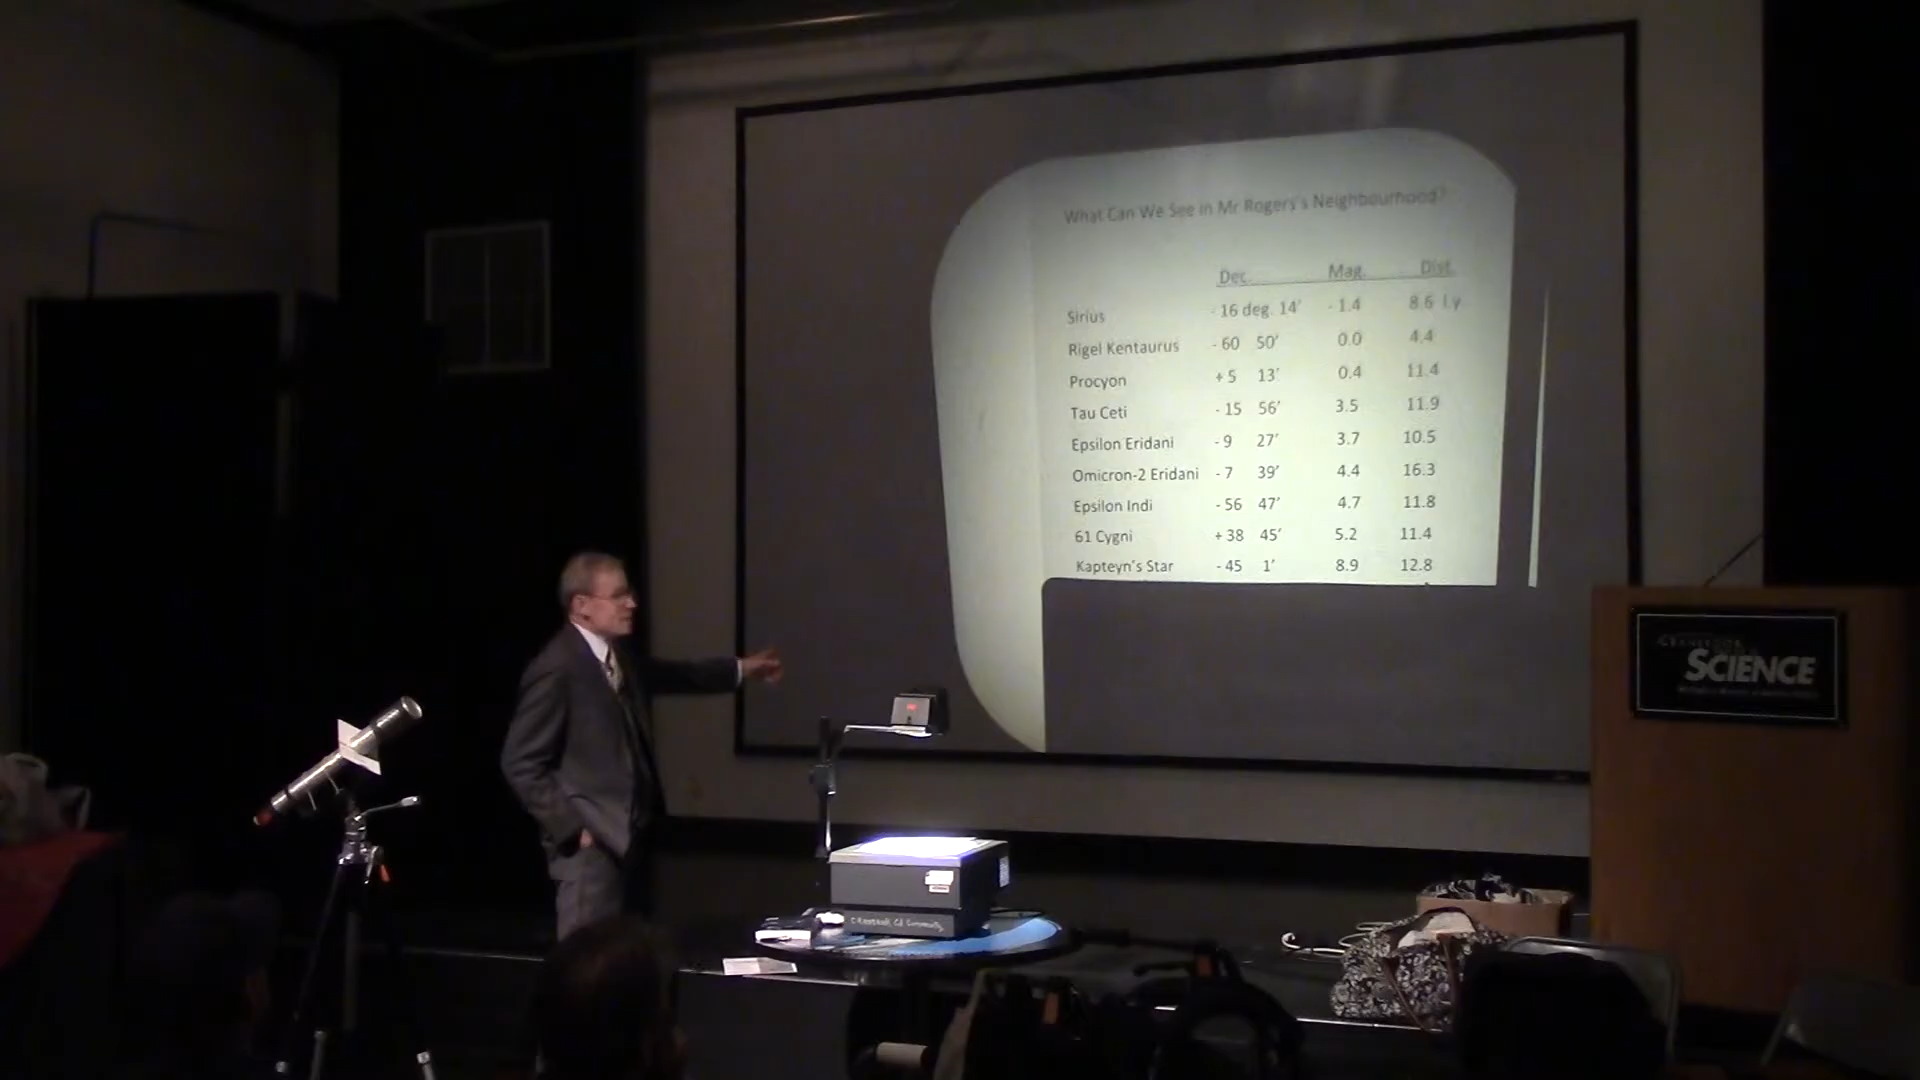 What Can We See in Mr Rogers's Neighbourhood?
Dec. Mag. Dist.
Sirius - 16 deg. 14' - 1.4 8.6 l.y
Rigel Kentaurus - 60 50' 0.0 4.4
Procyon + 5 13' 0.4 11.4
Tau Ceti - 15 56' 3.5 11.9
Epsilon Eridani - 9 27' 3.7 10.5
Omicron-2 Eridani - 7 39' 4.4 16.3
Epsilon Indi - 56 47' 4.7 11.8
61 Cygni + 38 45' 5.2 11.4
Kapteyn's Star - 45 1' 8.9 12.8
SCIENCE